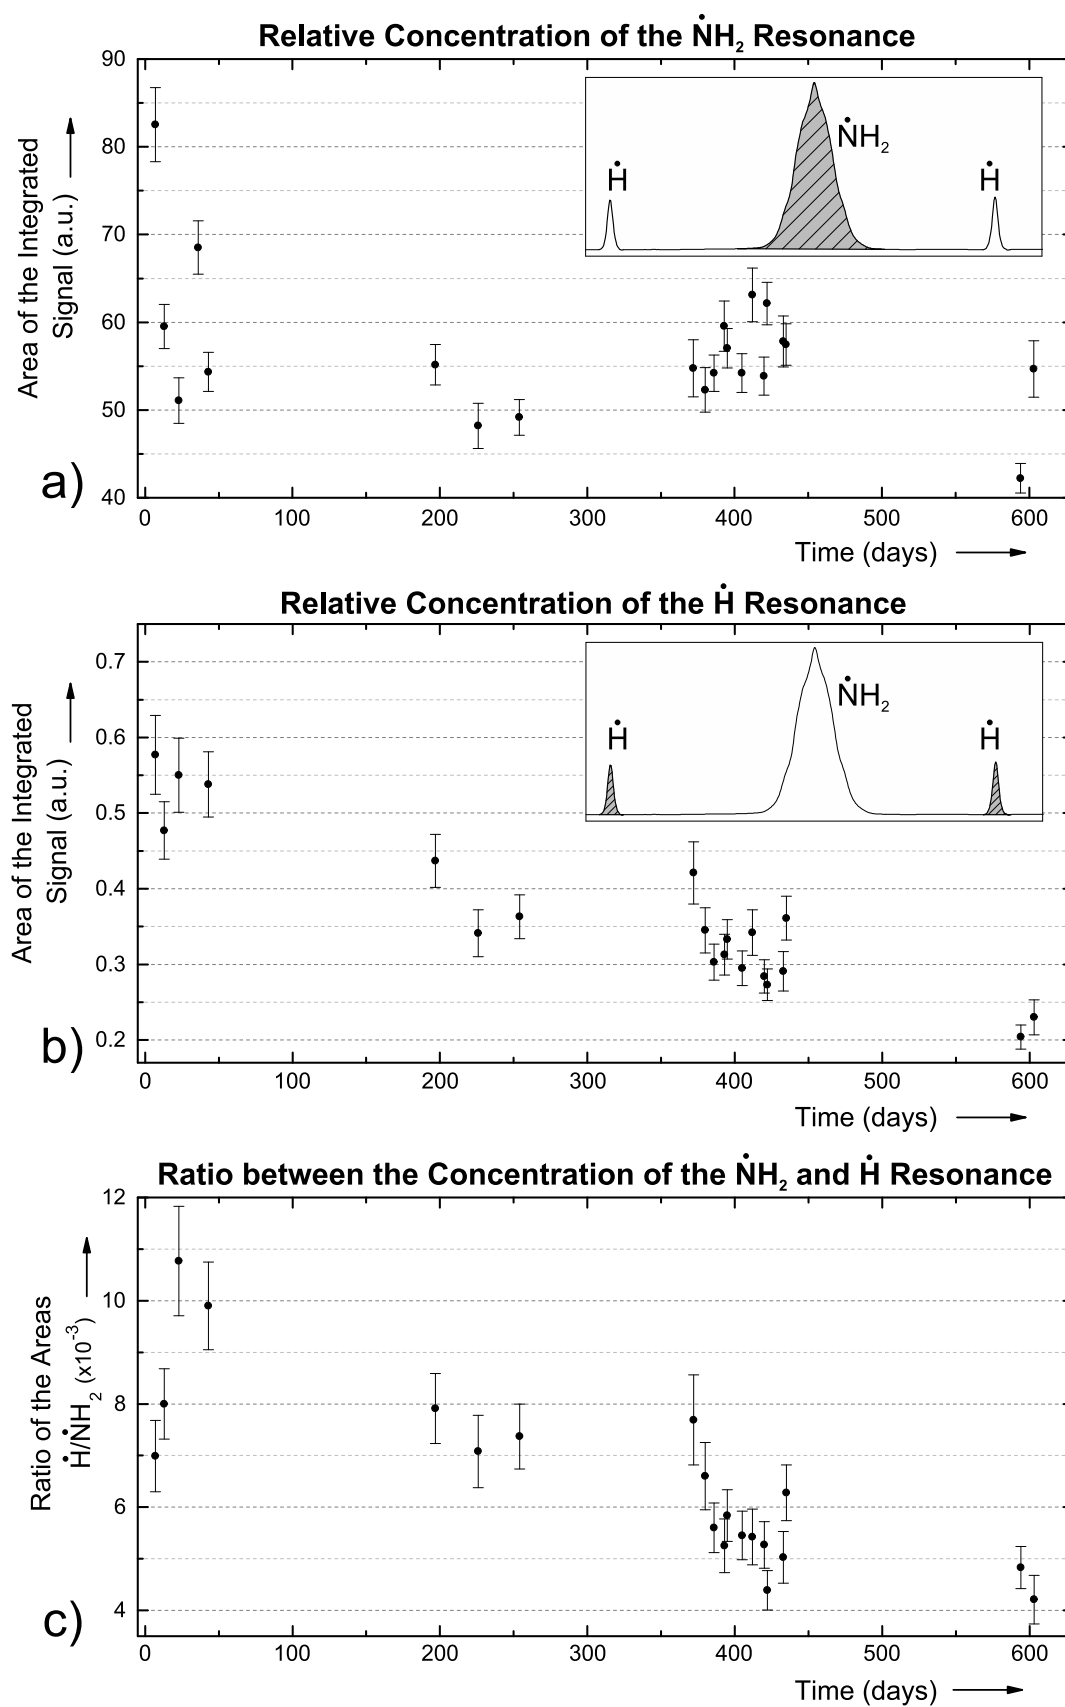 Relative Concentration of the ṄH₂ Resonance
Area of the Integrated
Signal (a.u.)
90
80
70
60
50
40
ṄH₂
Ḣ
Ḣ
a)
0 100 200 300 400 500 600
Time (days)
Relative Concentration of the Ḣ Resonance
Area of the Integrated
Signal (a.u.)
0.7
0.6
0.5
0.4
0.3
0.2
ṄH₂
Ḣ
Ḣ
b)
0 100 200 300 400 500 600
Time (days)
Ratio between the Concentration of the ṄH₂ and Ḣ Resonance
Ratio of the Areas
Ḣ/ṄH₂ (x10⁻³)
12
10
8
6
4
c)
0 100 200 300 400 500 600
Time (days)